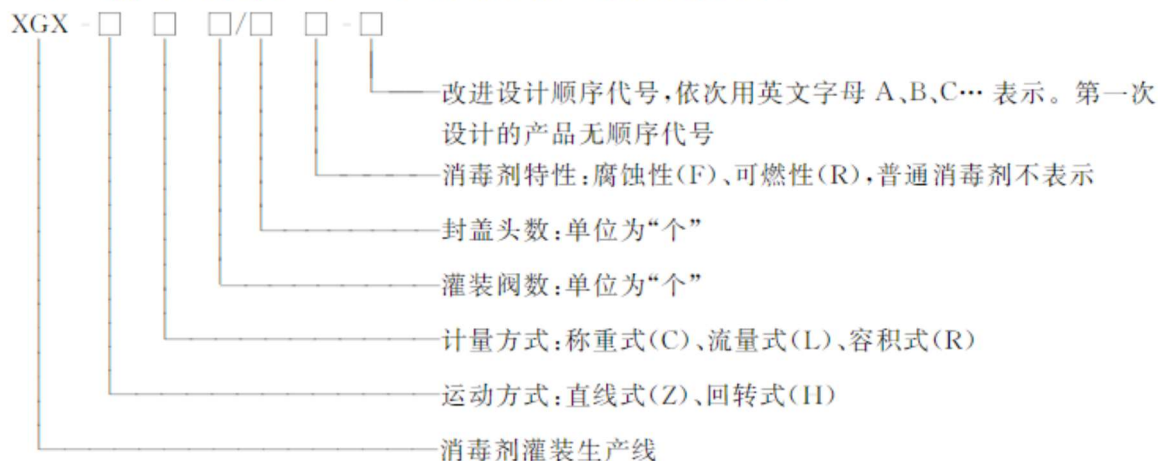 XGX-□ □ □/□ □-□
改进设计顺序代号,依次用英文字母 A、B、C… 表示。第一次
设计的产品无顺序代号
消毒剂特性:腐蚀性(F)、可燃性(R),普通消毒剂不表示
封盖头数:单位为“个”
灌装阀数:单位为“个”
计量方式:称重式(C)、流量式(L)、容积式(R)
运动方式:直线式(Z)、回转式(H)
消毒剂灌装生产线